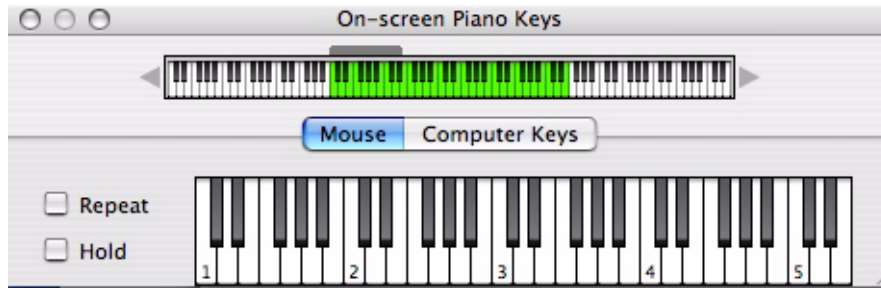 On-screen Piano Keys
Mouse Computer Keys
Repeat
Hold
1 2 3 4 5